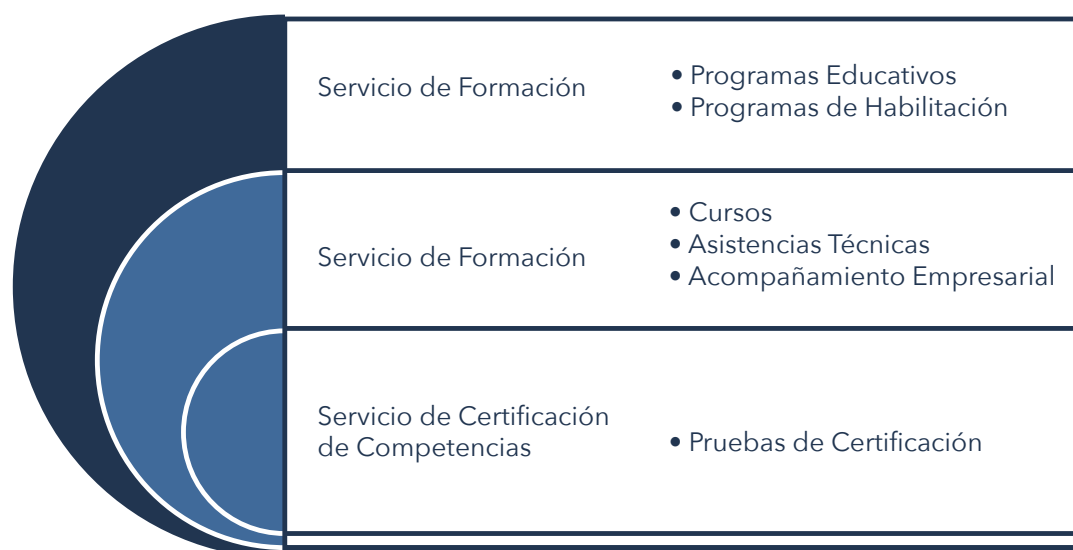 Servicio de Formación
• Programas Educativos
• Programas de Habilitación
Servicio de Formación
• Cursos
• Asistencias Técnicas
• Acompañamiento Empresarial
Servicio de Certificación
de Competencias
• Pruebas de Certificación